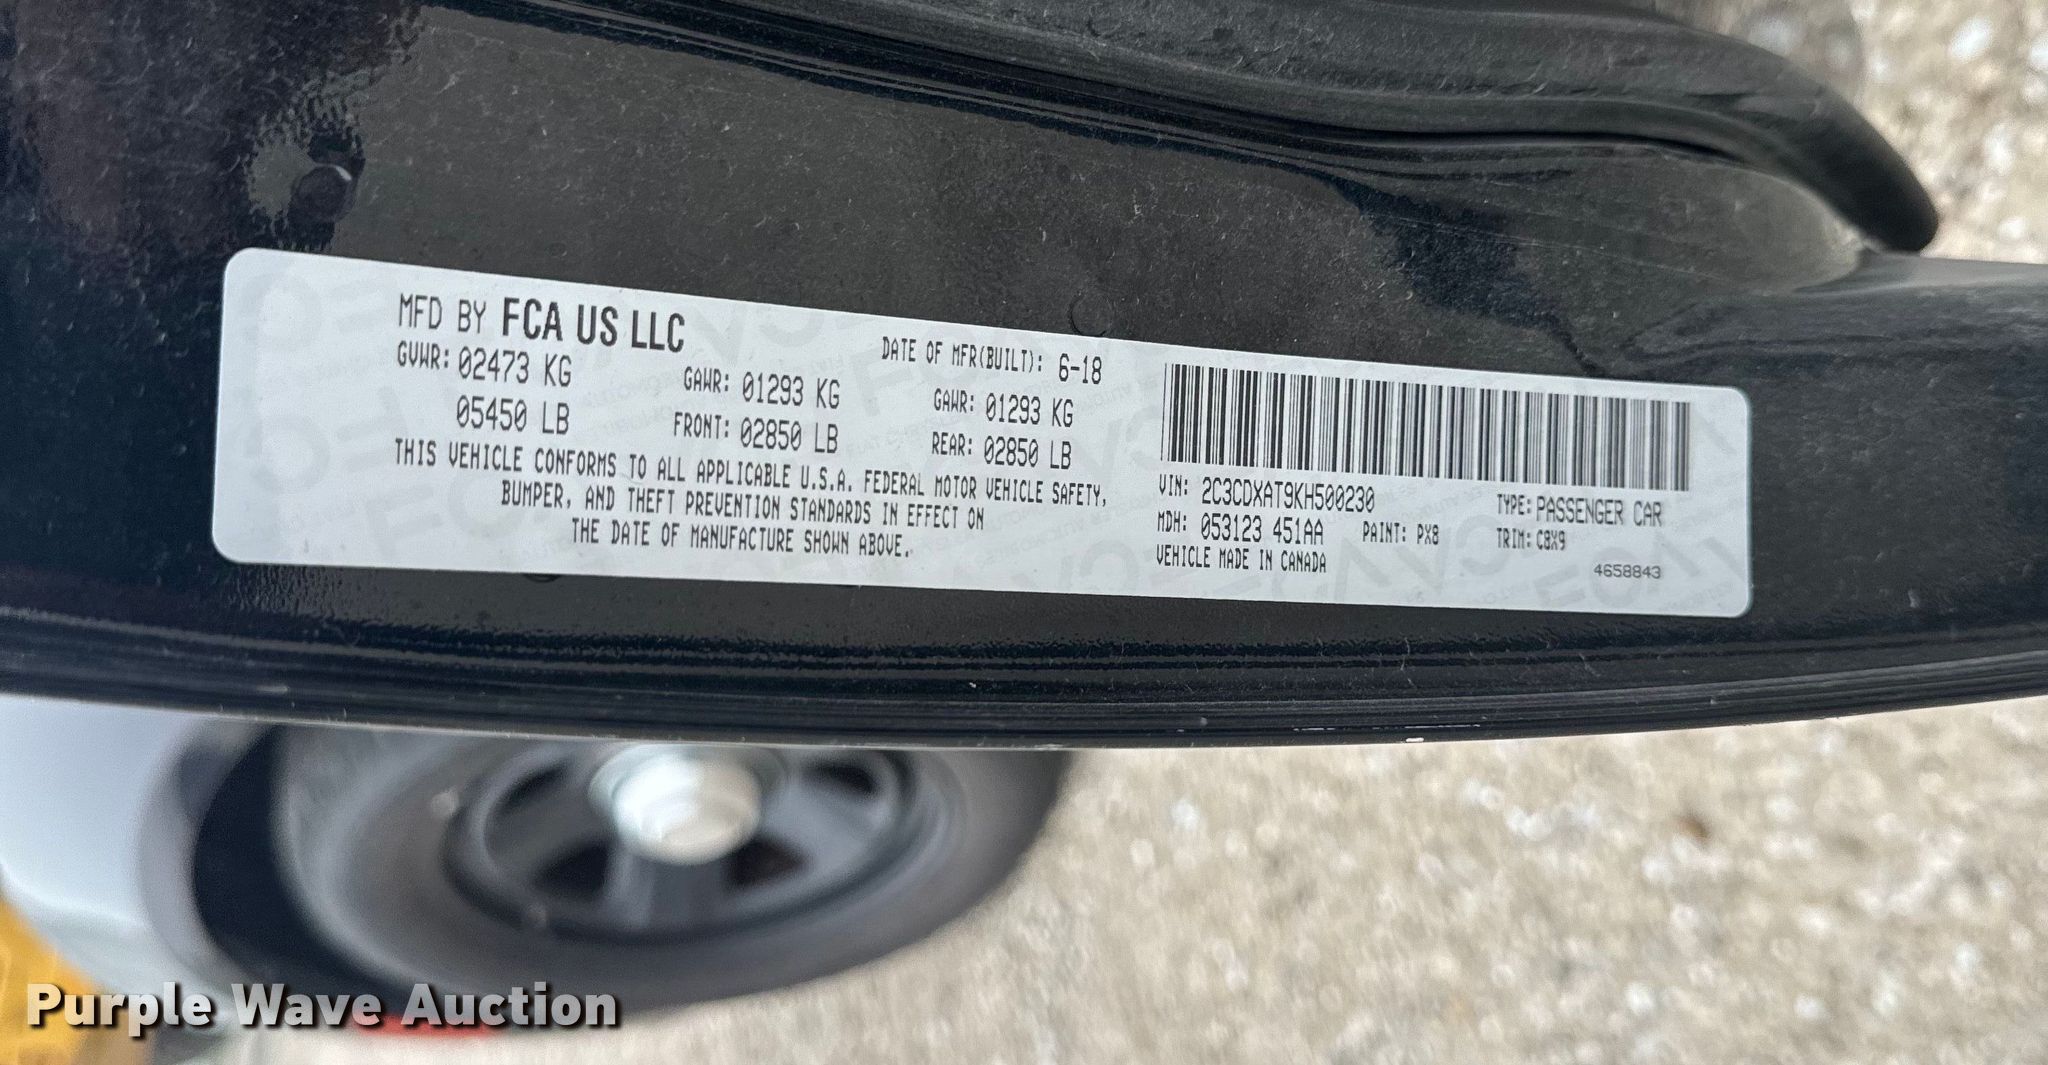 MFD BY FCA US LLC
DATE OF MFR(BUILT): 6-18
GVWR: 02473 KG
05450 LB
GAWR: 01293 KG
FRONT: 02850 LB
GAWR: 01293 KG
REAR: 02850 LB
THIS VEHICLE CONFORMS TO ALL APPLICABLE U.S.A. FEDERAL MOTOR VEHICLE SAFETY,
BUMPER, AND THEFT PREVENTION STANDARDS IN EFFECT ON
THE DATE OF MANUFACTURE SHOWN ABOVE.
VIN: 2C3CDXAT9KH500230
TYPE: PASSENGER CAR
MDH: 053123 451AA PAINT: PX8
TRIM: C8X9
VEHICLE MADE IN CANADA
4658843
Purple Wave Auction